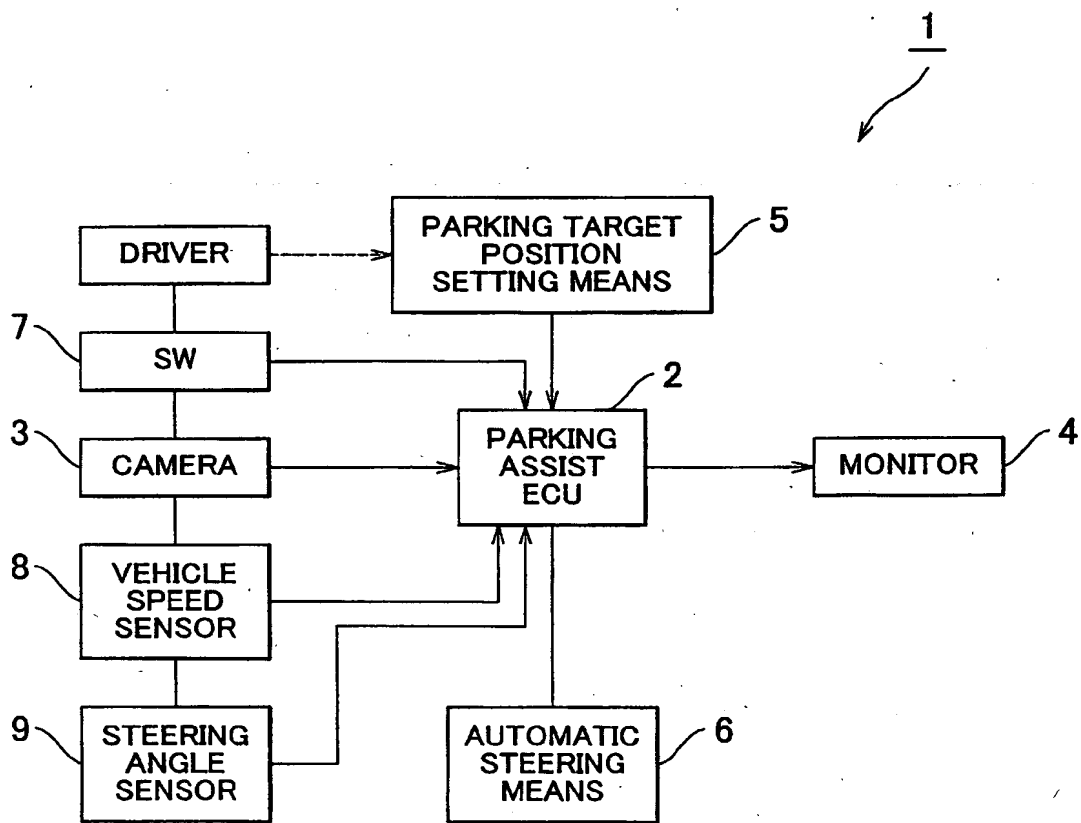 1
DRIVER
PARKING TARGET
POSITION
SETTING MEANS
5
7
SW
2
3
CAMERA
PARKING
ASSIST
ECU
MONITOR
4
8
VEHICLE
SPEED
SENSOR
9
STEERING
ANGLE
SENSOR
AUTOMATIC
STEERING
MEANS
6